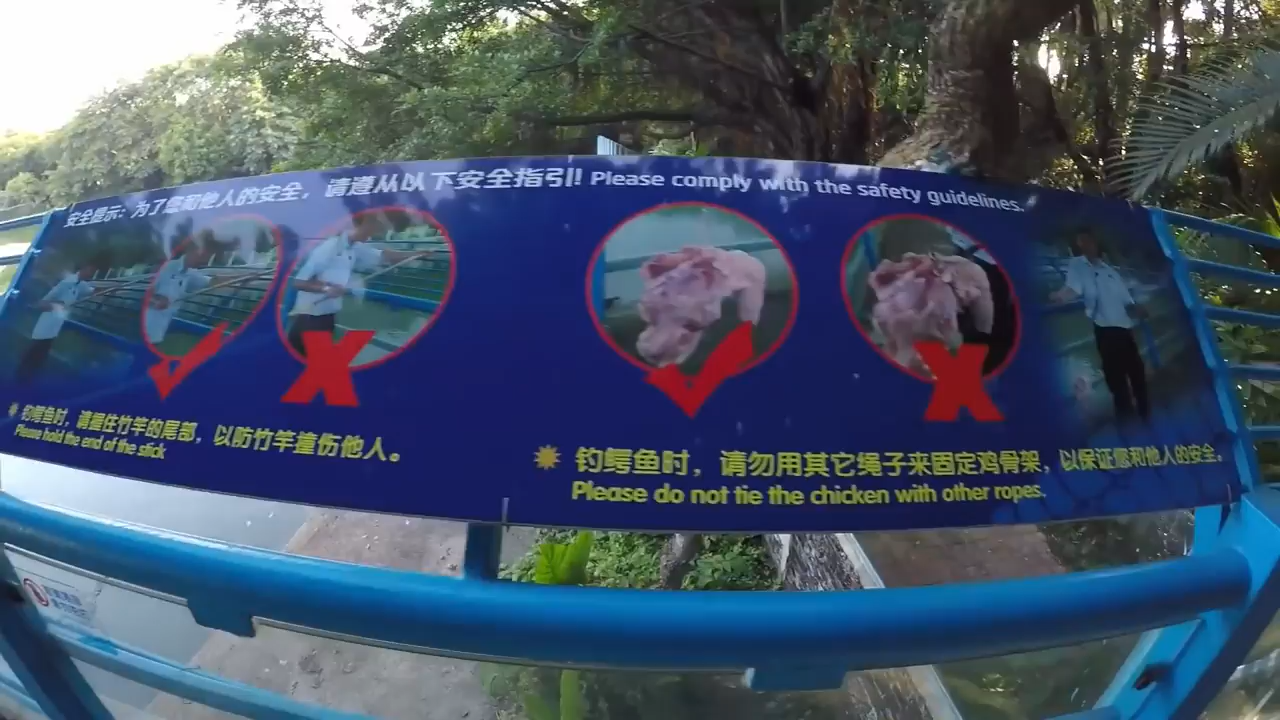 安全提示：为了您和他人的安全，请遵从以下安全指引! Please comply with the safety guidelines.
钓鳄鱼时，请握住竹竿的尾部，以防竹竿撞伤他人。
Please hold the end of the stick
钓鳄鱼时，请勿用其它绳子来固定鸡骨架，以保证您和他人的安全。
Please do not tie the chicken with other ropes.